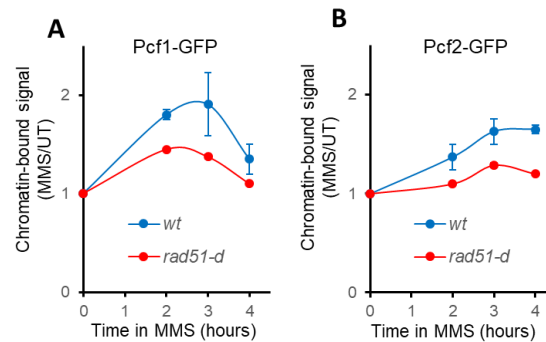 A
Pcf1-GFP
Chromatin-bound signal
(MMS/UT)
2
1
0
wt
rad51-d
0 1 2 3 4
Time in MMS (hours)
B
Pcf2-GFP
Chromatin-bound signal
(MMS/UT)
2
1
0
wt
rad51-d
0 1 2 3 4
Time in MMS (hours)